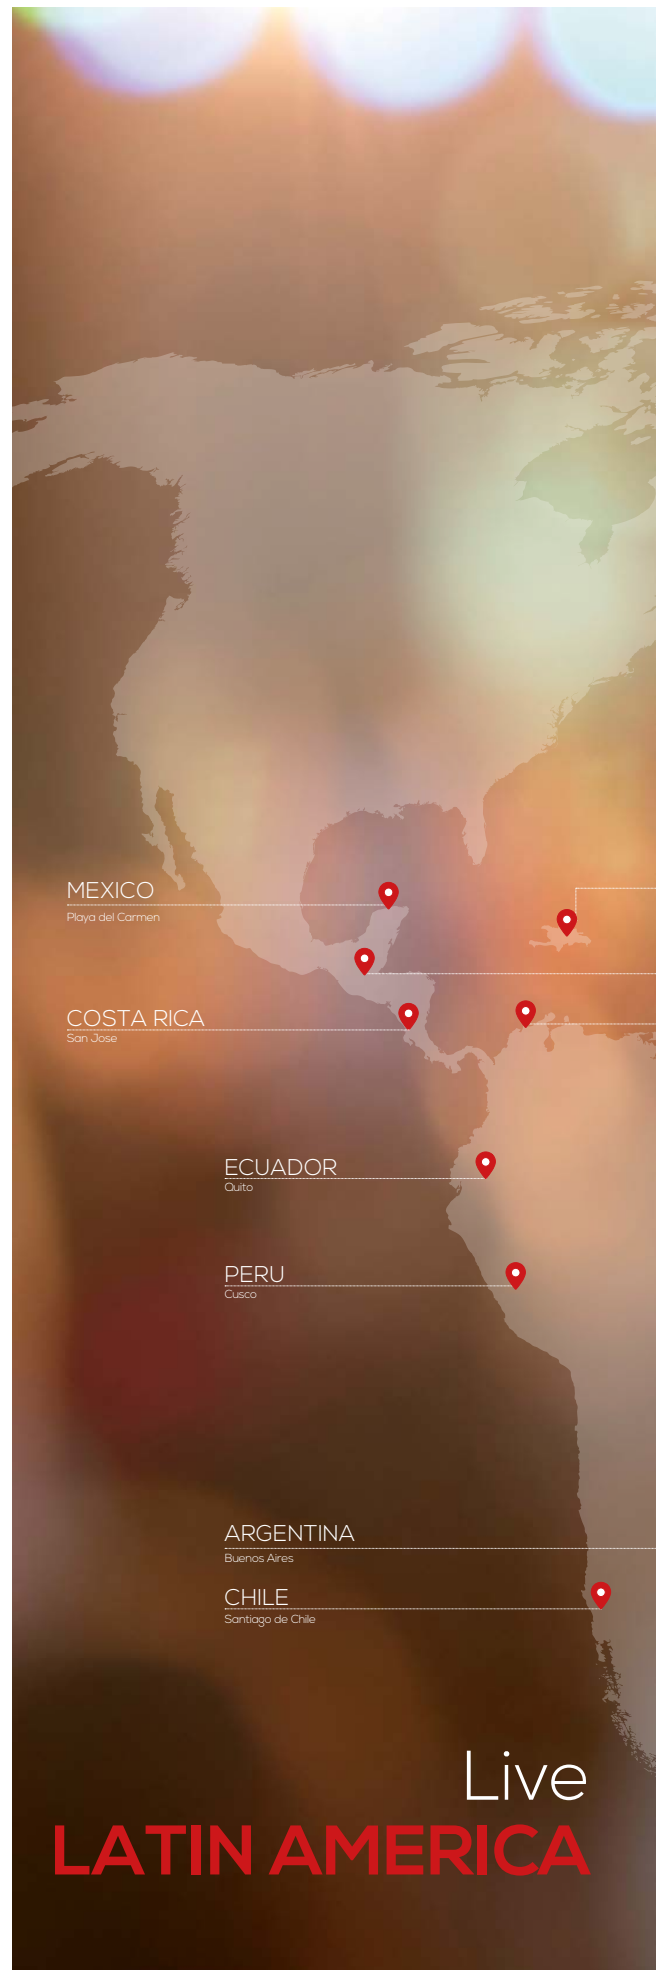 MEXICO
Playa del Carmen
COSTA RICA
San Jose
ECUADOR
Quito
PERU
Cusco
ARGENTINA
Buenos Aires
CHILE
Santiago de Chile
Live
LATIN AMERICA